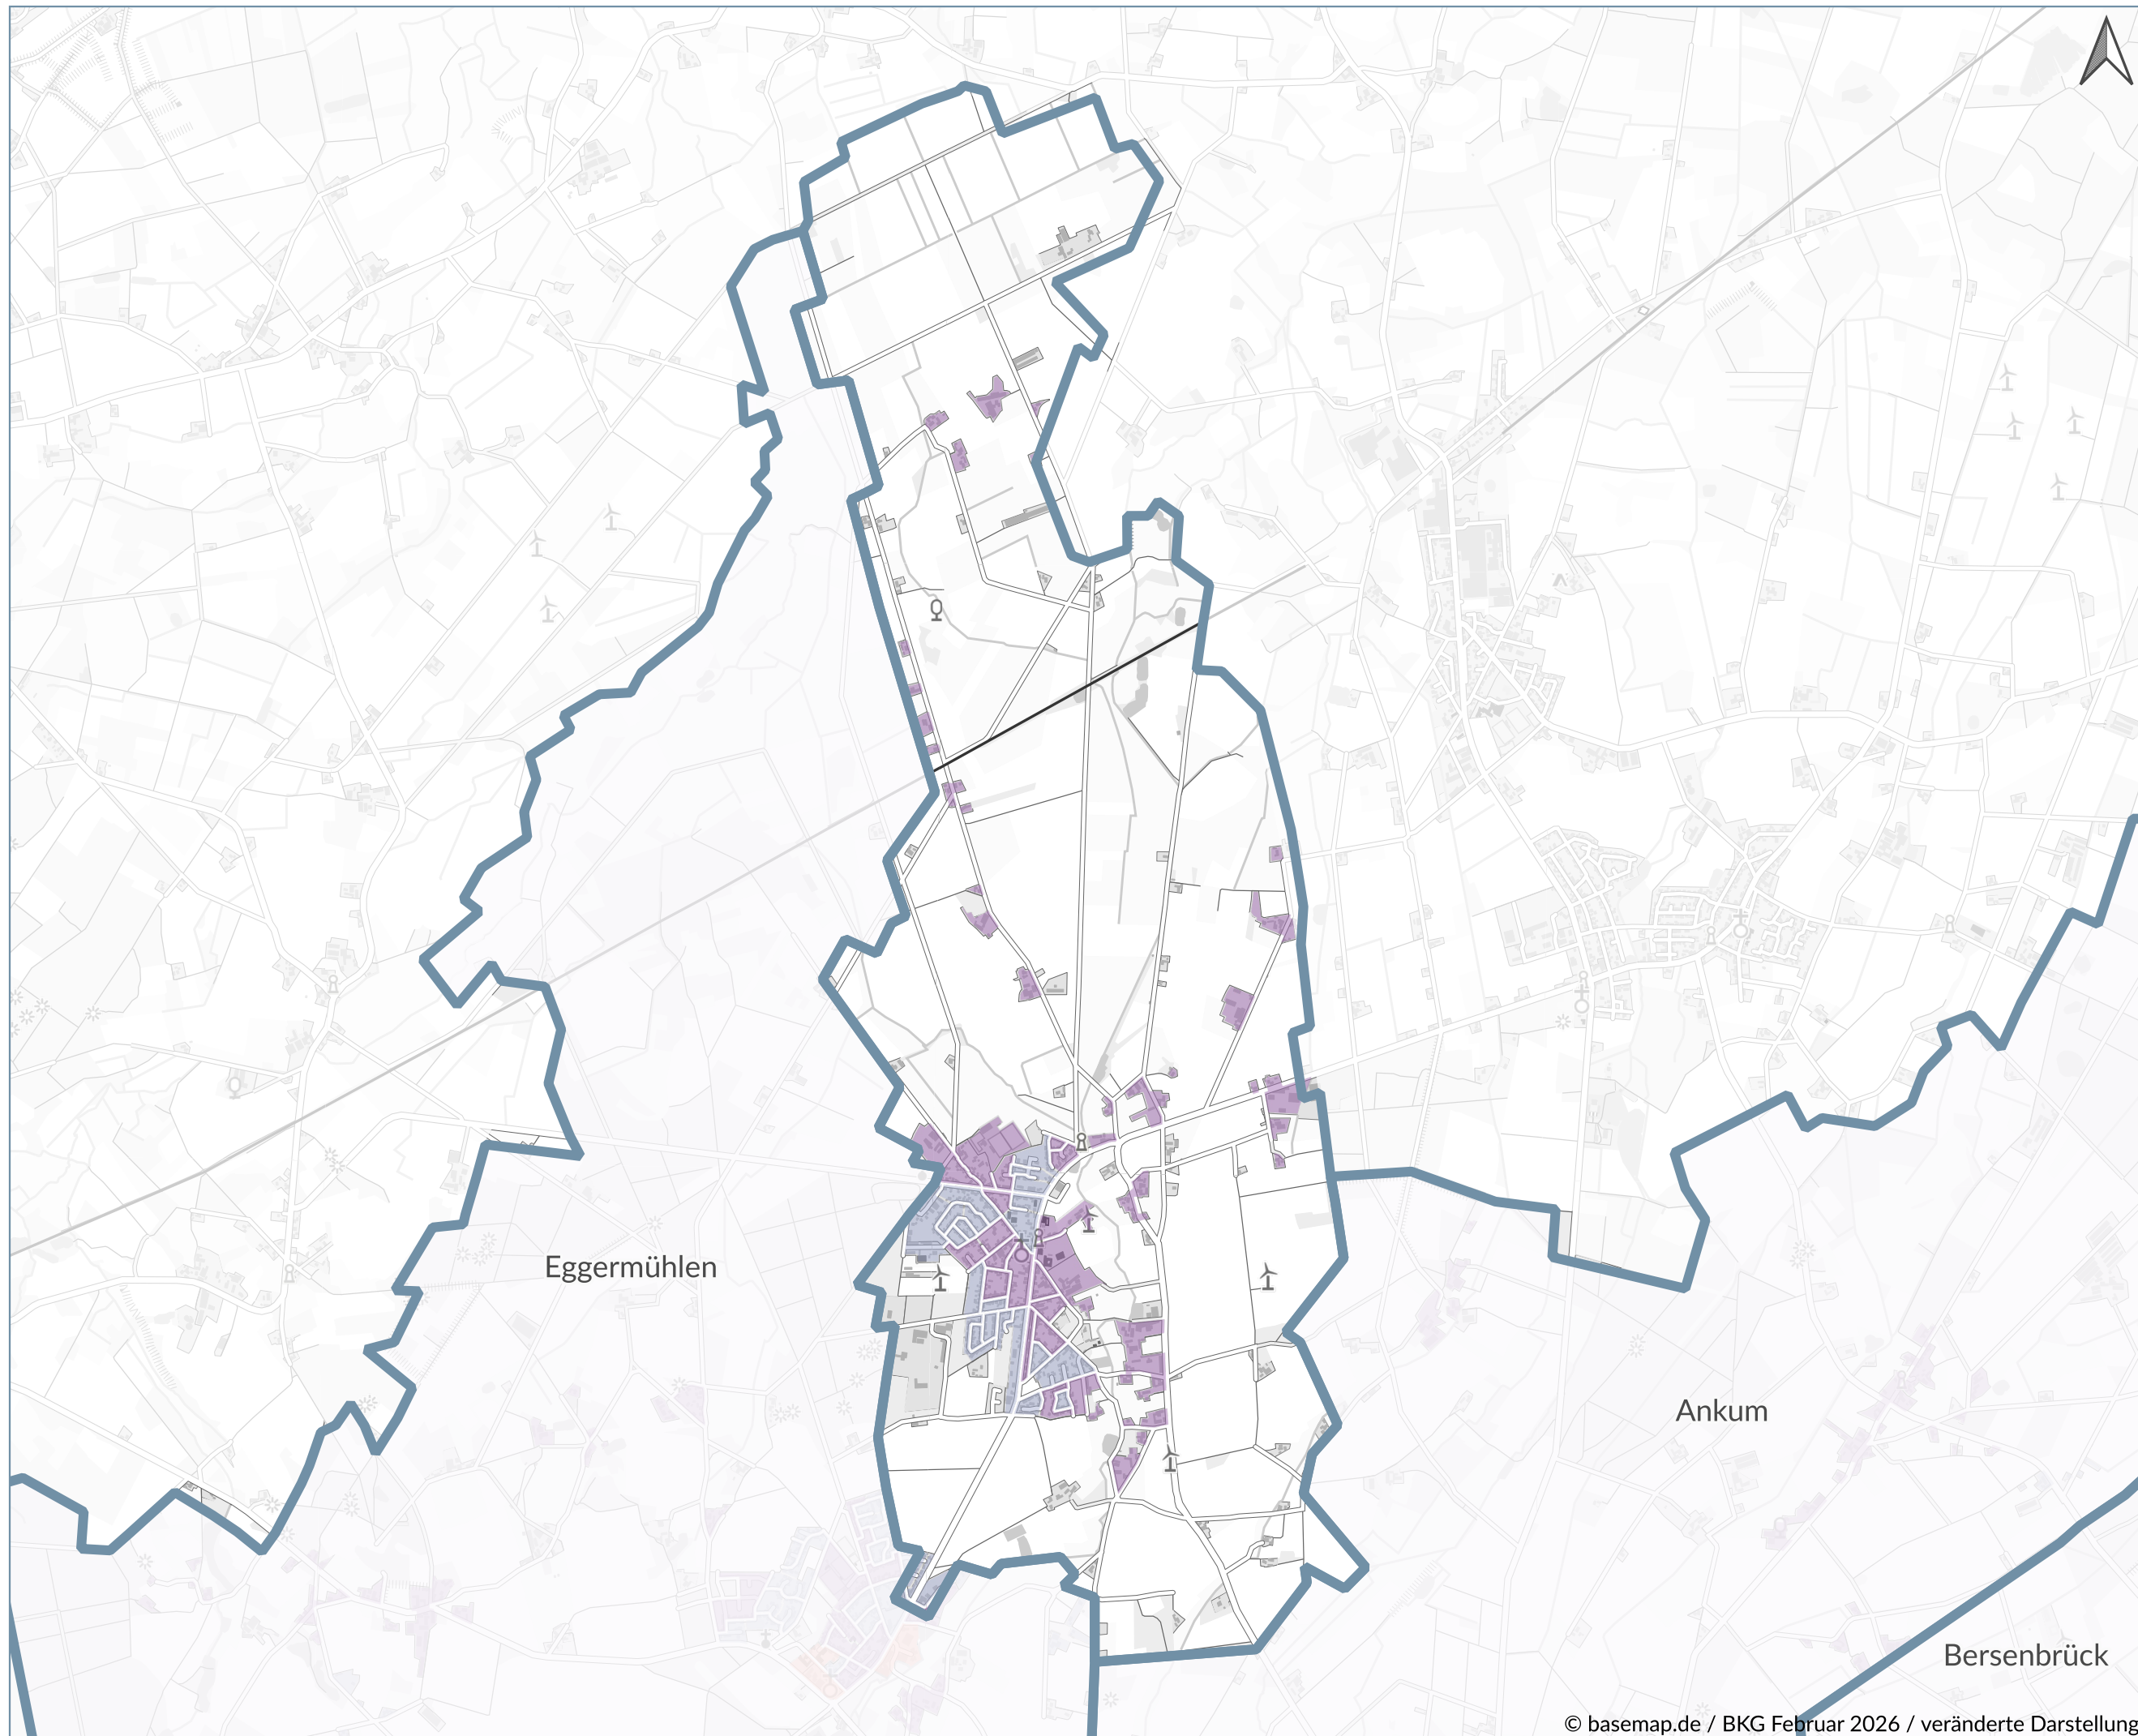 Eggermühlen
Ankum
Bersenbrück
© basemap.de / BKG Februar 2026 / veränderte Darstellung